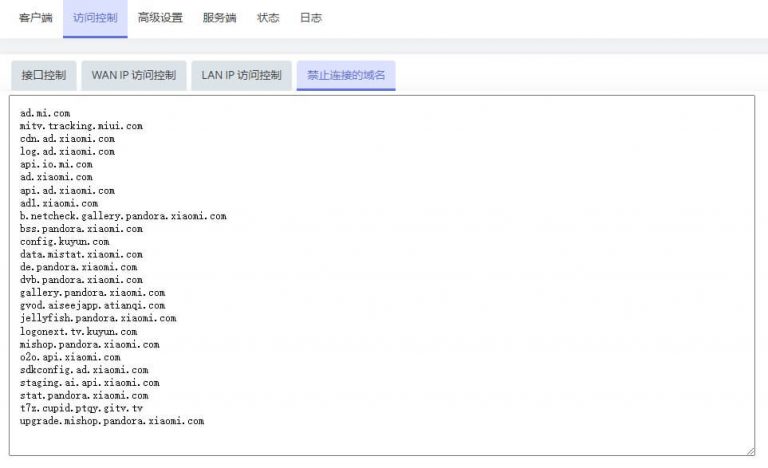 客户端 访问控制 高级设置 服务端 状态 日志
接口控制 WAN IP 访问控制 LAN IP 访问控制 禁止连接的域名
ad.mi.com
mitv.tracking.miui.com
cdn.ad.xiaomi.com
log.ad.xiaomi.com
api.io.mi.com
ad.xiaomi.com
api.ad.xiaomi.com
adl.xiaomi.com
b.netcheck.gallery.pandora.xiaomi.com
bss.pandora.xiaomi.com
config.kuyun.com
data.mistat.xiaomi.com
de.pandora.xiaomi.com
dvb.pandora.xiaomi.com
gallery.pandora.xiaomi.com
gvod.aiseejapp.atianqi.com
jellyfish.pandora.xiaomi.com
logonext.tv.kuyun.com
mishop.pandora.xiaomi.com
o2o.api.xiaomi.com
sdkconfig.ad.xiaomi.com
staging.ai.api.xiaomi.com
stat.pandora.xiaomi.com
t7z.cupid.ptqy.gitv.tv
upgrade.mishop.pandora.xiaomi.com